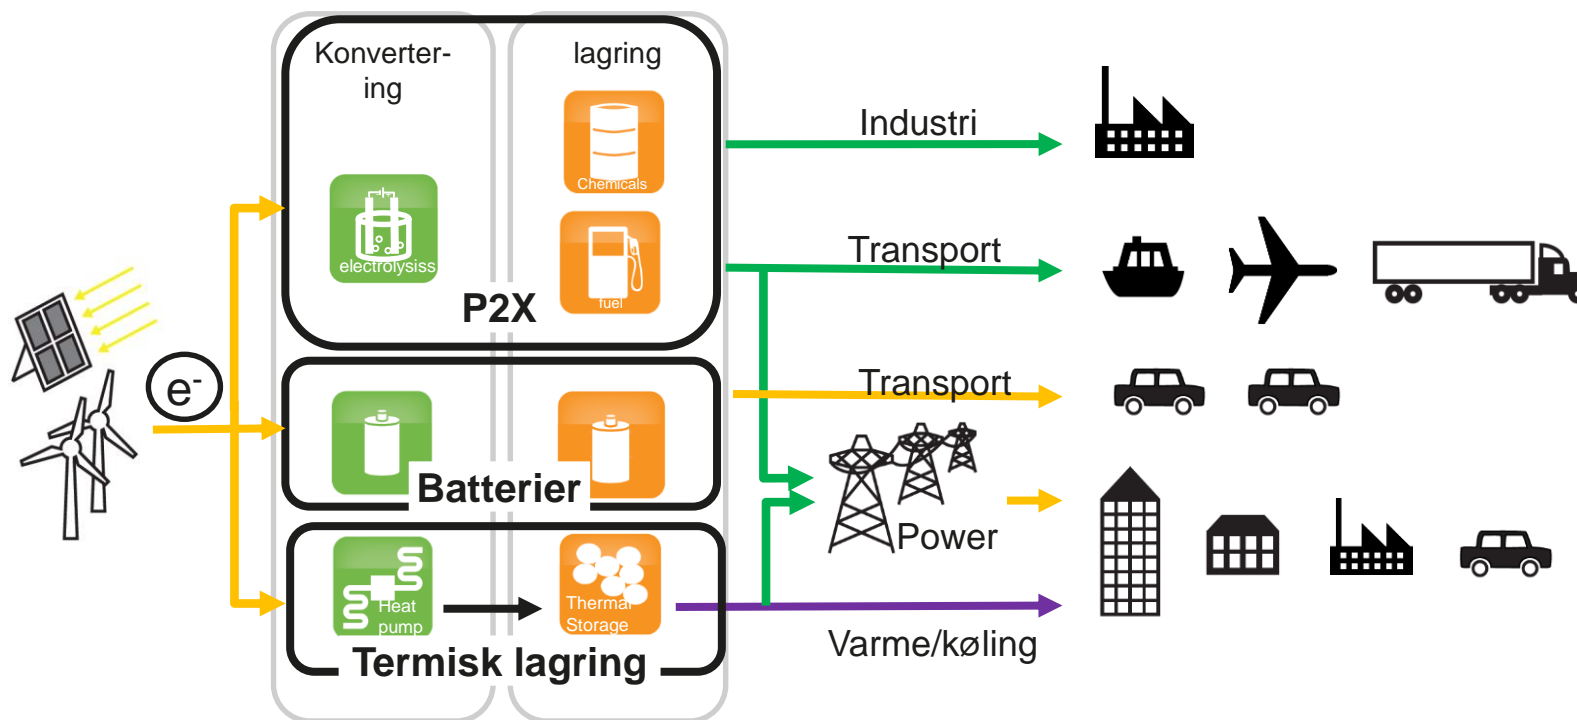 Konverter-
ing
lagring
Chemicals
electrolysiss
fuel
P2X
Industri
Transport
e-
Transport
Batterier
Power
Heat
pump
Thermal
Storage
Termisk lagring
Varme/køling